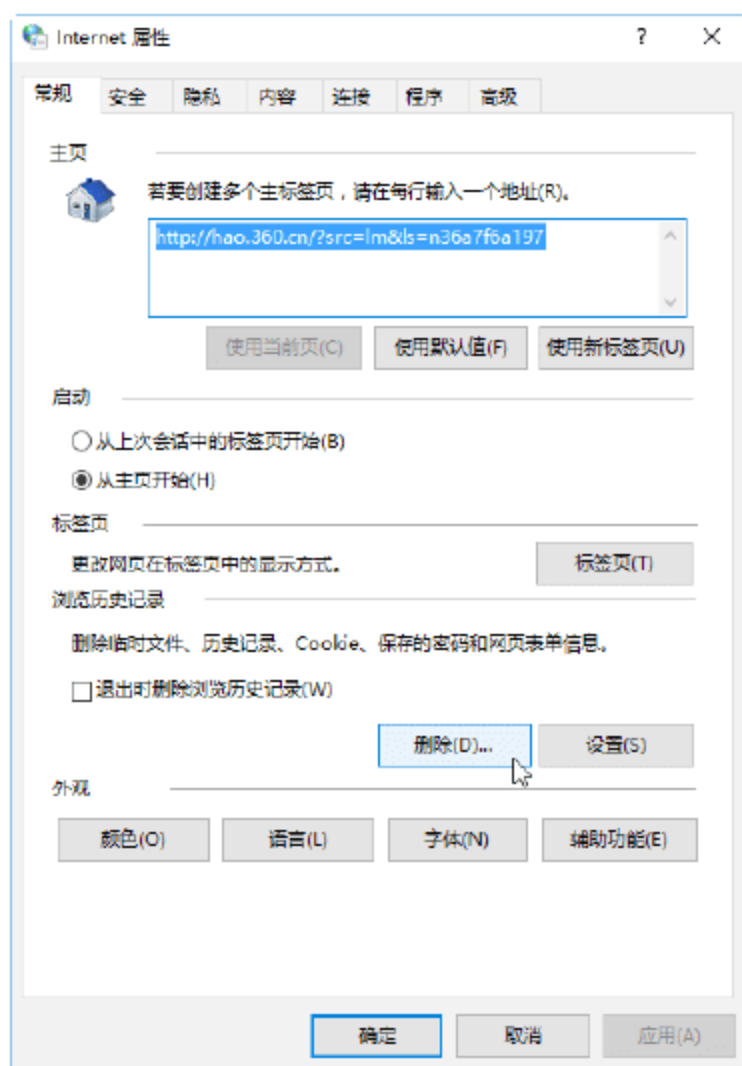 Internet 属性
常规 安全 隐私 内容 连接 程序 高级
主页
若要创建多个主标签页，请在每行输入一个地址(R)。
http://hao.360.cn/?src=lm&ls=n36a7f6a197
使用当前页(C) 使用默认值(F) 使用新标签页(U)
启动
从上次会话中的标签页开始(B)
从主页开始(H)
标签页
更改网页在标签页中的显示方式。 标签页(T)
浏览历史记录
删除临时文件、历史记录、Cookie、保存的密码和网页表单信息。
退出时删除浏览历史记录(W)
删除(D)... 设置(S)
外观
颜色(O) 语言(L) 字体(N) 辅助功能(E)
确定 取消 应用(A)